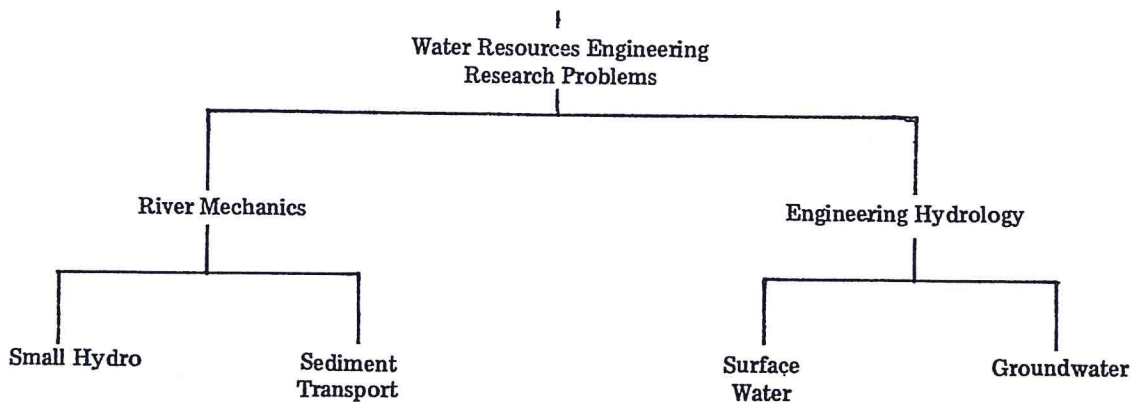 Water Resources Engineering
Research Problems
River Mechanics
Engineering Hydrology
Small Hydro
Sediment
Transport
Surface
Water
Groundwater